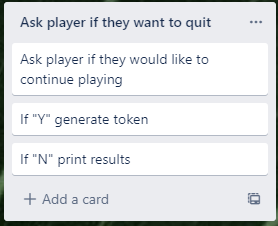 Ask player if they want to quit
Ask player if they would like to
continue playing
If "Y" generate token
If "N" print results
Add a card